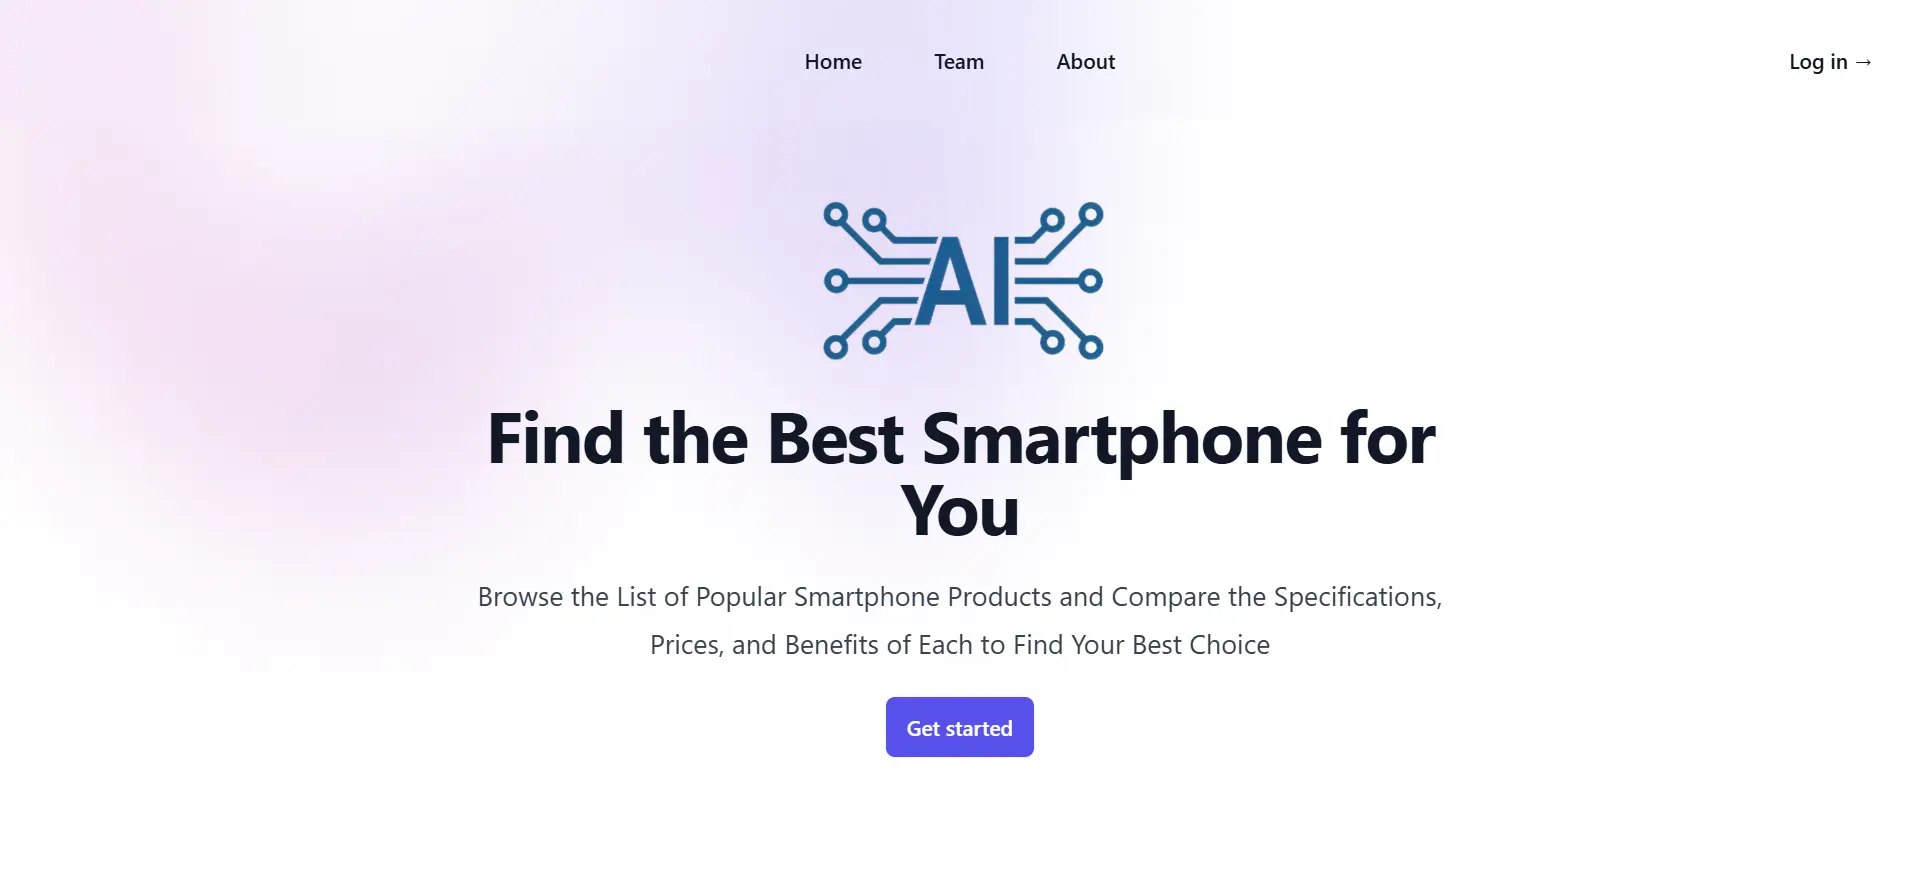 Home Team About Log in →
AI
Find the Best Smartphone for
You
Browse the List of Popular Smartphone Products and Compare the Specifications,
Prices, and Benefits of Each to Find Your Best Choice
Get started